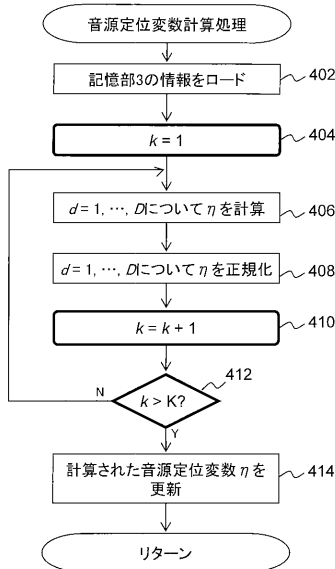 音源定位変数計算処理
記憶部3の情報をロード
402
k = 1
404
d = 1, …, Dについて η を計算
406
d = 1, …, Dについて η を正規化
408
k = k + 1
410
412
N
k > K?
Y
計算された音源定位変数 η を
更新
414
リターン